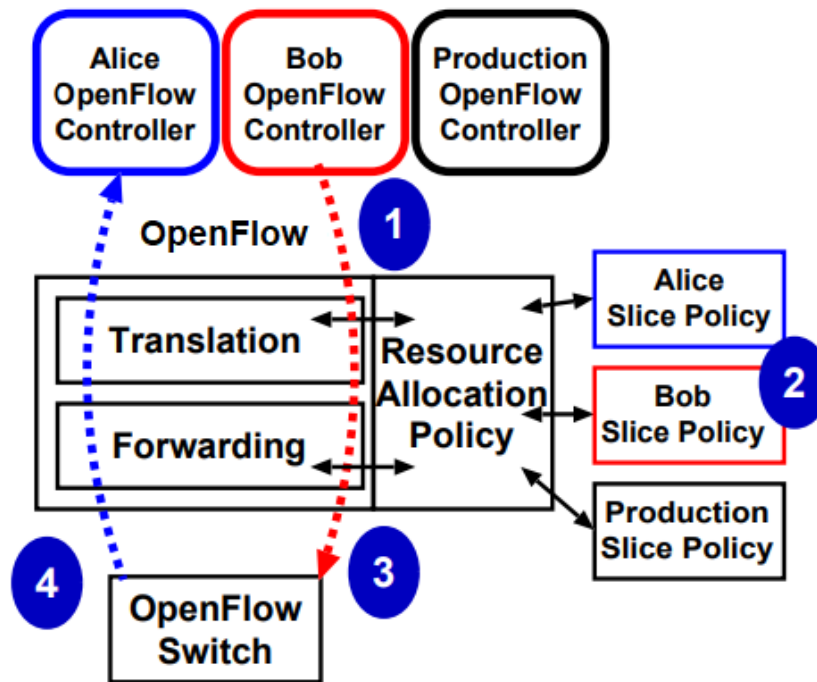 Alice
OpenFlow
Controller
Bob
OpenFlow
Controller
Production
OpenFlow
Controller
1
OpenFlow
Translation
Forwarding
Resource
Allocation
Policy
Alice
Slice Policy
2
Bob
Slice Policy
Production
Slice Policy
4
3
OpenFlow
Switch